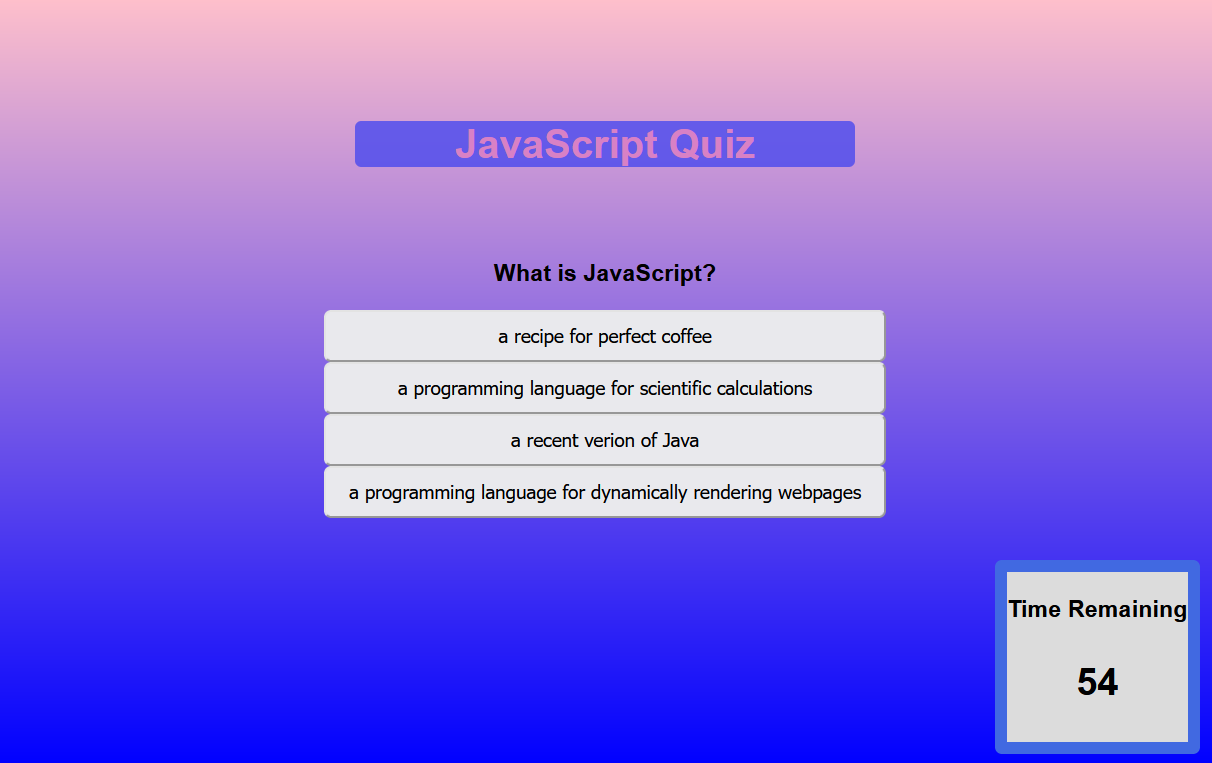 JavaScript Quiz
What is JavaScript?
a recipe for perfect coffee
a programming language for scientific calculations
a recent verion of Java
a programming language for dynamically rendering webpages
Time Remaining
54